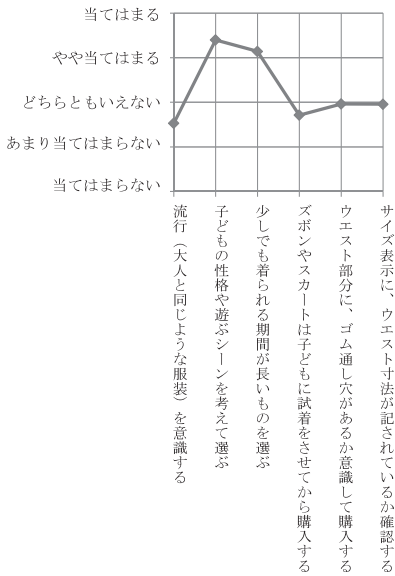 当てはまる
やや当てはまる
どちらともいえない
あまり当てはまらない
当てはまらない
流行（大人と同じような服装）を意識する
子どもの性格や遊ぶシーンを考えて選ぶ
少しでも着られる期間が長いものを選ぶ
ズボンやスカートは子どもに試着をさせてから購入する
ウエスト部分に、ゴム通し穴があるか意識して購入する
サイズ表示に、ウエスト寸法が記されているか確認する